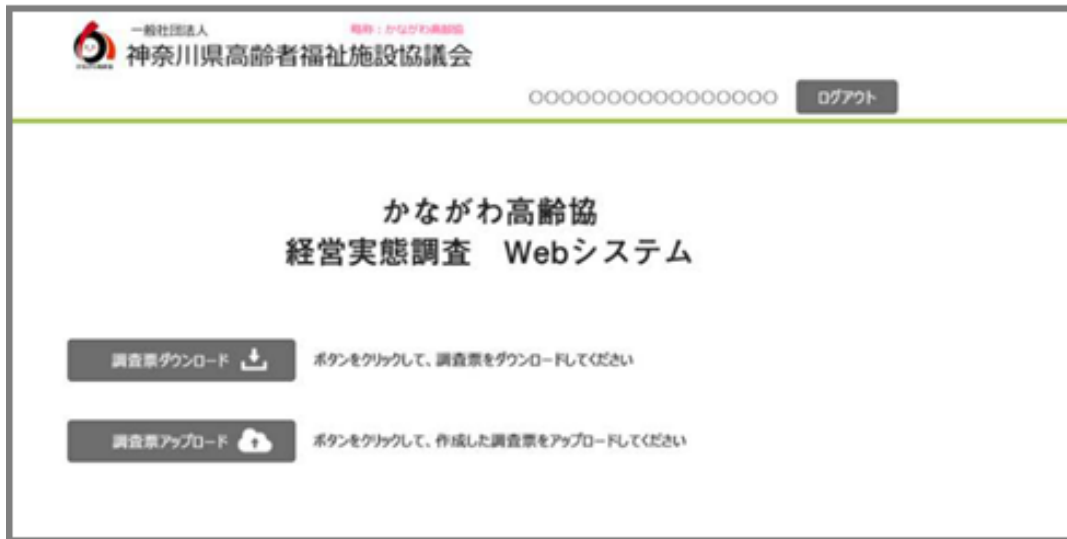 一般社団法人
略称：かながわ高齢協
神奈川県高齢者福祉施設協議会
○○○○○○○○○○○○○○○○
ログアウト
かながわ高齢協
経営実態調査　Webシステム
調査票ダウンロード
ボタンをクリックして、調査票をダウンロードしてください
調査票アップロード
ボタンをクリックして、作成した調査票をアップロードしてください